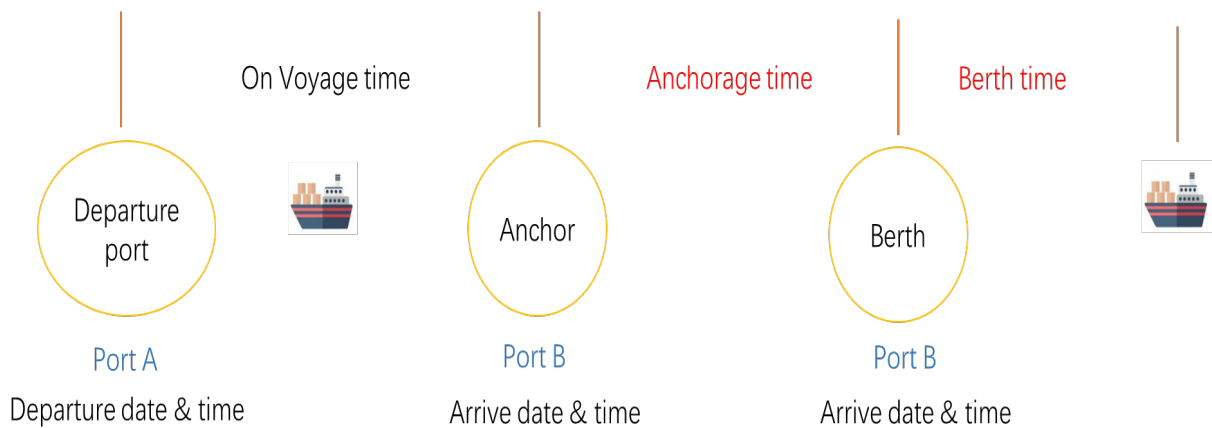 On Voyage time
Anchorage time
Berth time
Departure
port
Anchor
Berth
Port A
Port B
Port B
Departure date & time
Arrive date & time
Arrive date & time